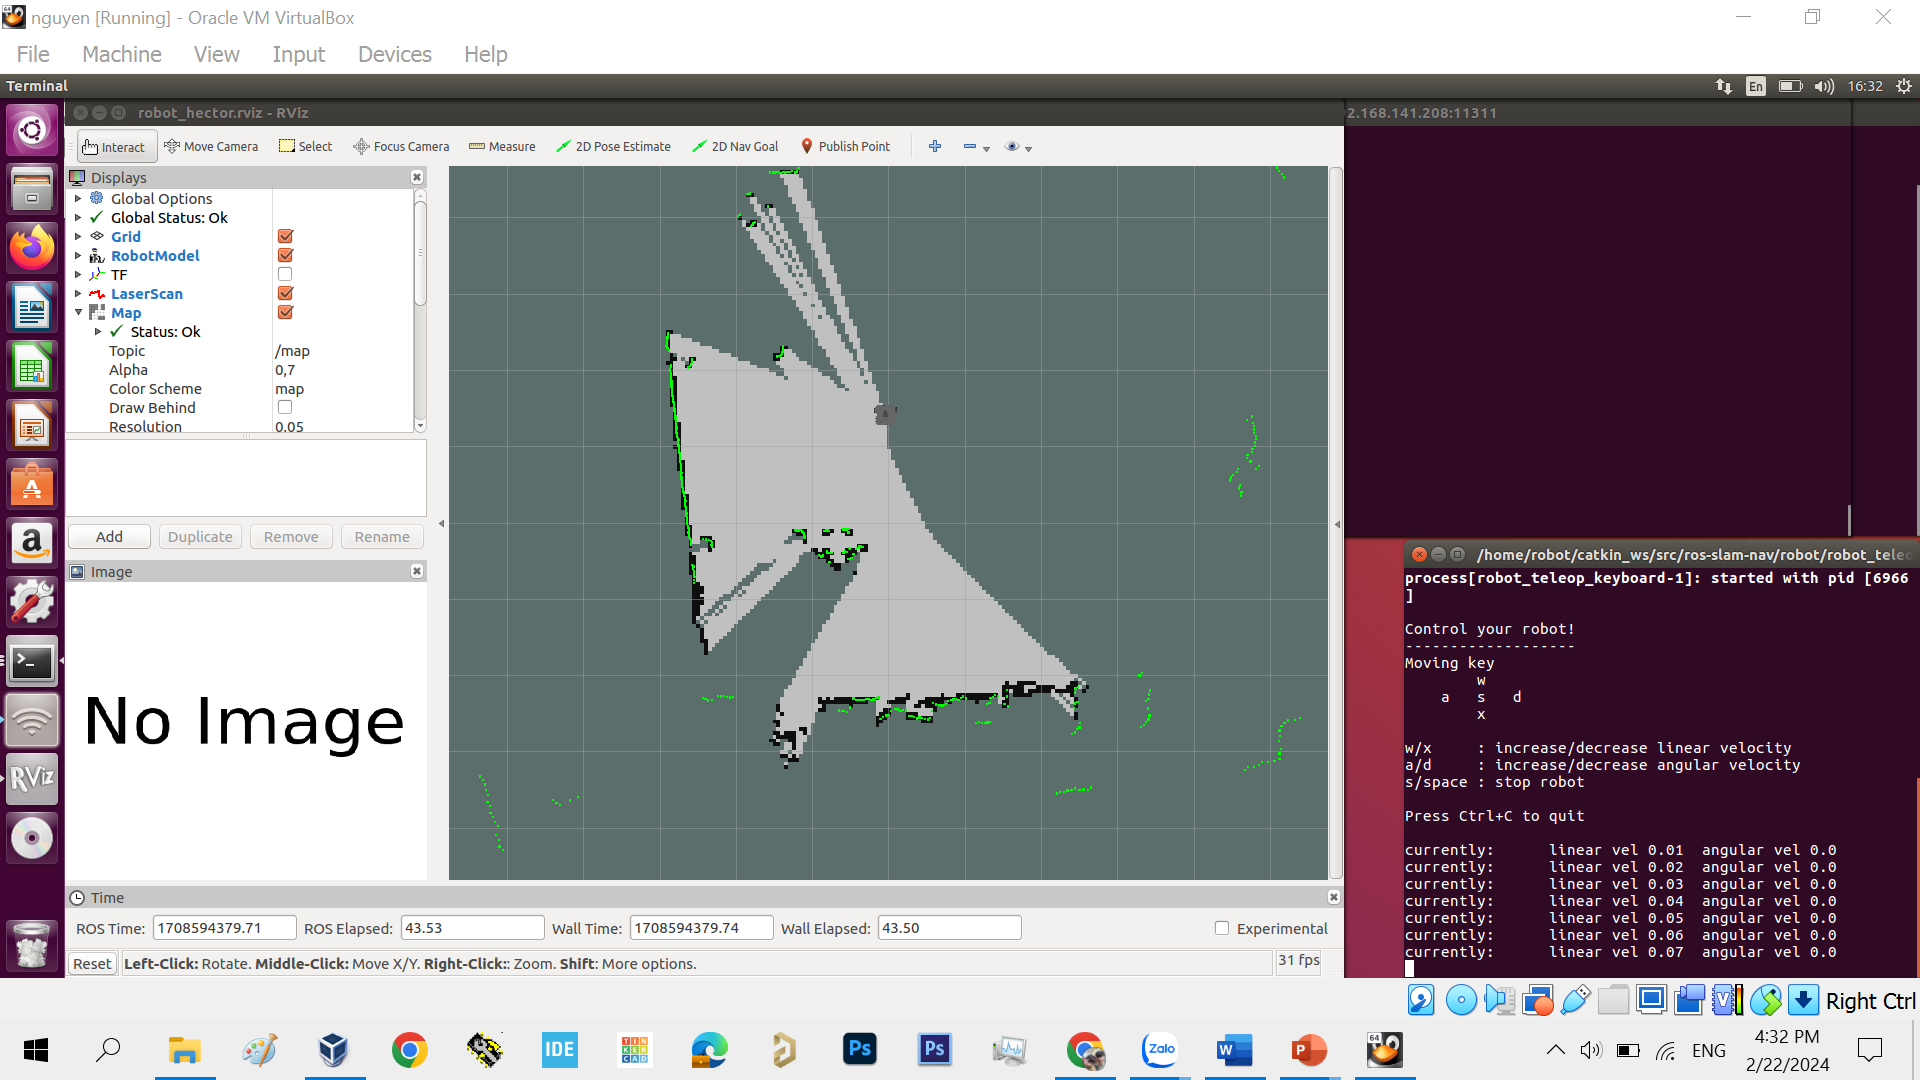 nguyen [Running] - Oracle VM VirtualBox
File Machine View Input Devices Help
Terminal
En 16:32
robot_hector.rviz - RViz
2.168.141.208:11311
Interact Move Camera Select Focus Camera Measure 2D Pose Estimate 2D Nav Goal Publish Point
Displays
Global Options
Global Status: Ok
Grid
RobotModel
TF
LaserScan
Map
Status: Ok
Topic /map
Alpha 0,7
Color Scheme map
Draw Behind
Resolution 0.05
Add Duplicate Remove Rename
Image
No Image
/home/robot/catkin_ws/src/ros-slam-nav/robot/robot_teleo
process[robot_teleop_keyboard-1]: started with pid [6966
]
Control your robot!
-------------------
Moving key
w
a s d
x
w/x : increase/decrease linear velocity
a/d : increase/decrease angular velocity
s/space : stop robot
Press Ctrl+C to quit
currently: linear vel 0.01 angular vel 0.0
currently: linear vel 0.02 angular vel 0.0
currently: linear vel 0.03 angular vel 0.0
currently: linear vel 0.04 angular vel 0.0
currently: linear vel 0.05 angular vel 0.0
currently: linear vel 0.06 angular vel 0.0
currently: linear vel 0.07 angular vel 0.0
Time
ROS Time: 1708594379.71 ROS Elapsed: 43.53 Wall Time: 1708594379.74 Wall Elapsed: 43.50 Experimental
Reset Left-Click: Rotate. Middle-Click: Move X/Y. Right-Click:: Zoom. Shift: More options. 31 fps
RViz
Right Ctrl
IDE
TIN
KER
CAD
Ps
Ps
Zalo
W
P
64
ENG
4:32 PM
2/22/2024